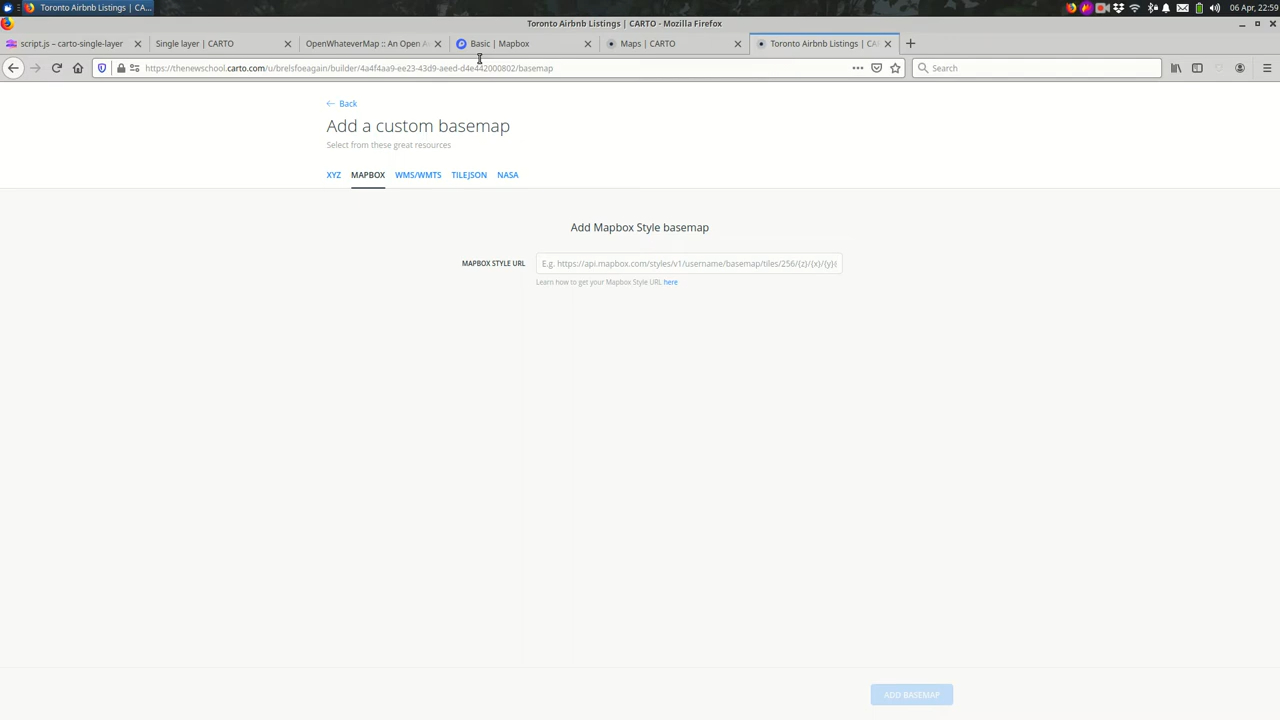 Toronto Airbnb Listings | CA...
06 Apr, 22:59
Toronto Airbnb Listings | CARTO - Mozilla Firefox
script.js – carto-single-layer
Single layer | CARTO
OpenWhateverMap :: An Open A
Basic | Mapbox
Maps | CARTO
Toronto Airbnb Listings | CA
https://thenewschool.carto.com/u/brelsfoeagain/builder/4a4f4aa9-ee23-43d9-aeed-d4e442000802/basemap
Search
Back
Add a custom basemap
Select from these great resources
XYZ
MAPBOX
WMS/WMTS
TILEJSON
NASA
Add Mapbox Style basemap
MAPBOX STYLE URL
E.g. https://api.mapbox.com/styles/v1/username/basemap/tiles/256/{z}/{x}/{y}
Learn how to get your Mapbox Style URL here
ADD BASEMAP